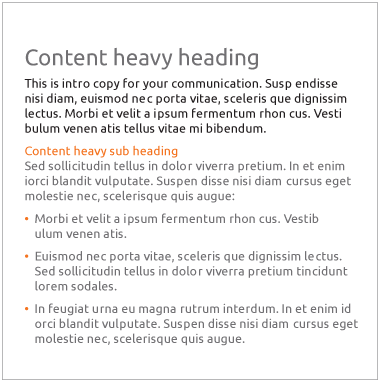 Content heavy heading
This is intro copy for your communication. Susp endisse
nisi diam, euismod nec porta vitae, sceleris que dignissim
lectus. Morbi et velit a ipsum fermentum rhon cus. Vesti
bulum venen atis tellus vitae mi bibendum.
Content heavy sub heading
Sed sollicitudin tellus in dolor viverra pretium. In et enim
iorci blandit vulputate. Suspen disse nisi diam cursus eget
molestie nec, scelerisque quis augue:
• Morbi et velit a ipsum fermentum rhon cus. Vestib
ulum venen atis.
• Euismod nec porta vitae, sceleris que dignissim lectus.
Sed sollicitudin tellus in dolor viverra pretium tincidunt
lorem sodales.
• In feugiat urna eu magna rutrum interdum. In et enim id
orci blandit vulputate. Suspen disse nisi diam cursus eget
molestie nec, scelerisque quis augue.